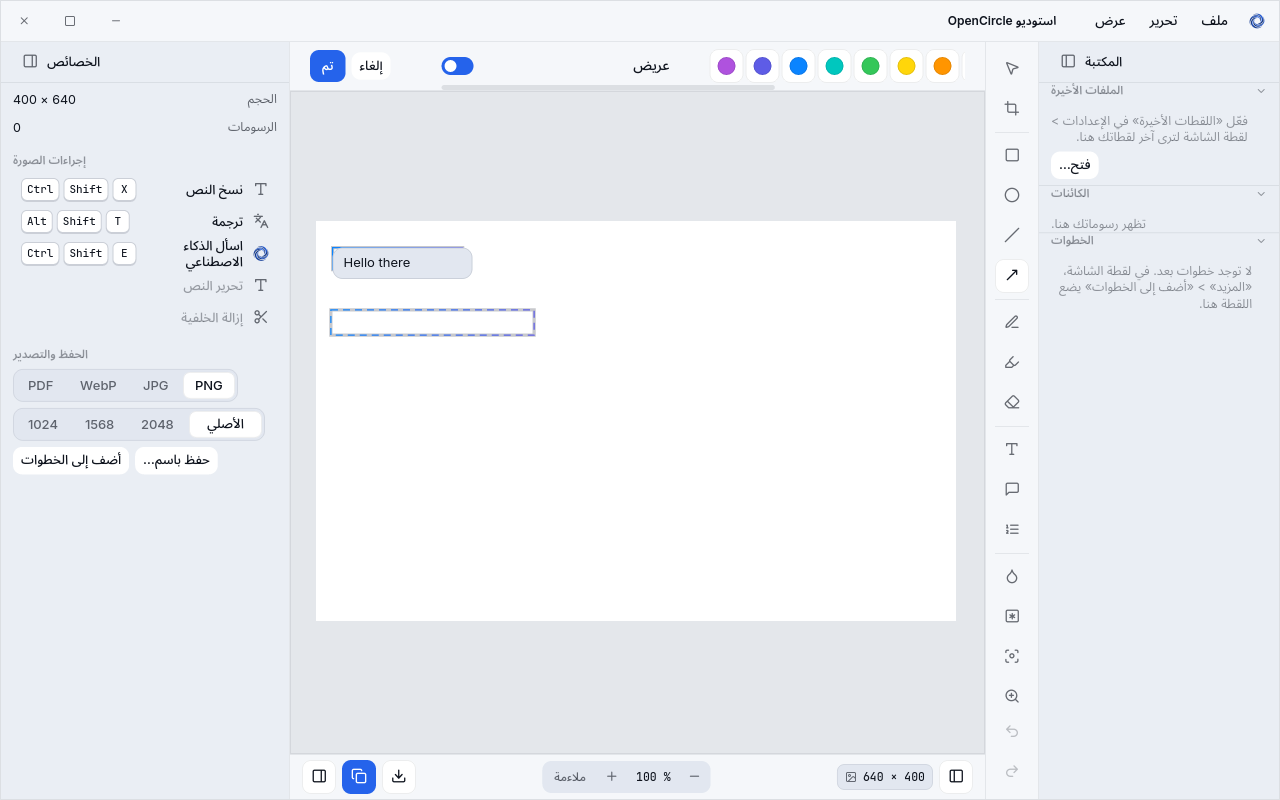 ملف تحرير عرض استوديو OpenCircle
المكتبة
الملفات الأخيرة
فعّل «اللقطات الأخيرة» في الإعدادات >
لقطة الشاشة لترى آخر لقطاتك هنا.
فتح...
الكائنات
تظهر رسوماتك هنا.
الخطوات
لا توجد خطوات بعد. في لقطة الشاشة،
«المزيد» > «أضف إلى الخطوات» يضع
اللقطة هنا.
عريض إلغاء تم
Hello there
640 × 400
− 100 % + ملاءمة
الخصائص
الحجم 640 × 400
الرسومات 0
إجراءات الصورة
نسخ النص Ctrl Shift X
ترجمة Alt Shift T
اسأل الذكاء
الاصطناعي Ctrl Shift E
تحرير النص
إزالة الخلفية
الحفظ والتصدير
PNG JPG WebP PDF
الأصلي 2048 1568 1024
حفظ باسم... أضف إلى الخطوات